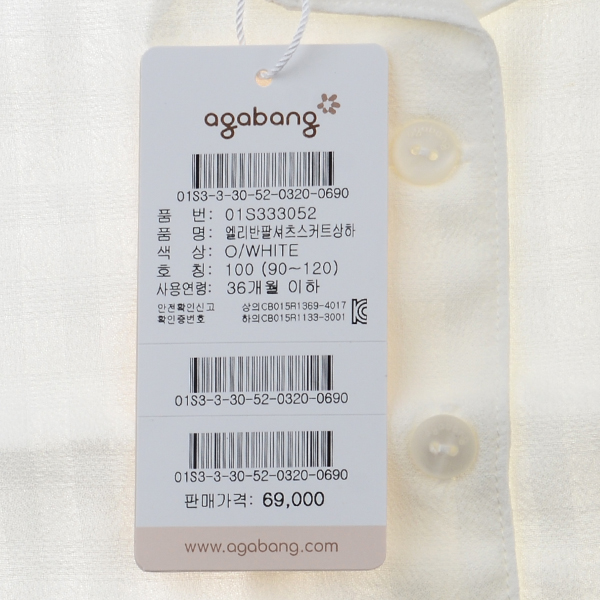 agabang
01S3-3-30-52-0320-0690
품 번: 01S333052
품 명: 엘리반팔셔츠스커트상하
색 상: O/WHITE
호 칭: 100 (90~120)
사용연령: 36개월 이하
안전확인신고 상의CB015R1369-4017
확인증번호 하의CB015R1133-3001
01S3-3-30-52-0320-0690
01S3-3-30-52-0320-0690
판매가격: 69,000
www.agabang.com